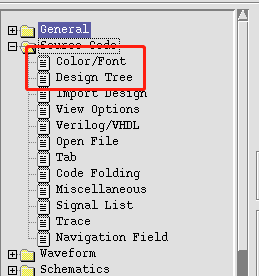 General
Source Code
Color/Font
Design Tree
Import Design
View Options
Verilog/VHDL
Open File
Tab
Code Folding
Miscellaneous
Signal List
Trace
Navigation Field
Waveform
Schematics